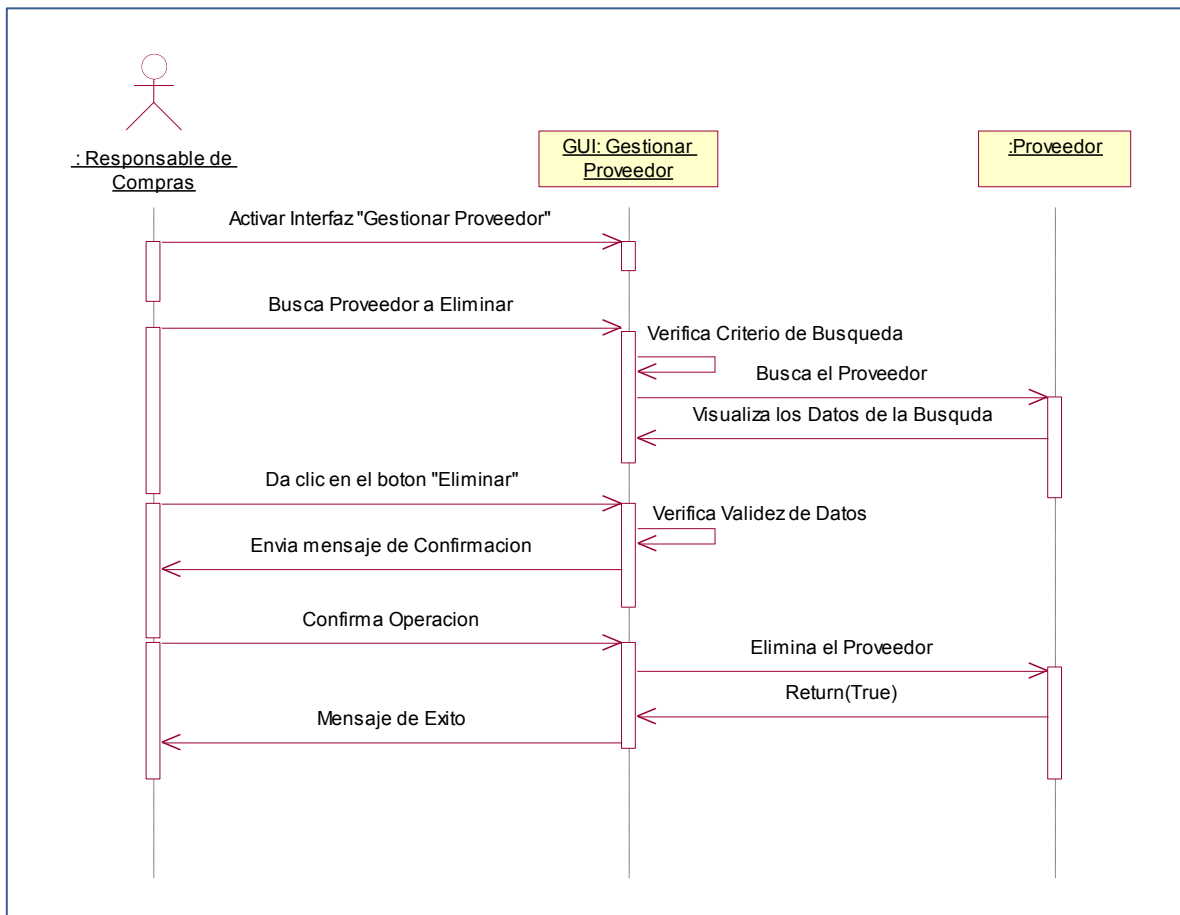 : Responsable de
Compras
GUI: Gestionar
Proveedor
:Proveedor
Activar Interfaz "Gestionar Proveedor"
Busca Proveedor a Eliminar
Verifica Criterio de Busqueda
Busca el Proveedor
Visualiza los Datos de la Busquda
Da clic en el boton "Eliminar"
Verifica Validez de Datos
Envia mensaje de Confirmacion
Confirma Operacion
Elimina el Proveedor
Return(True)
Mensaje de Exito